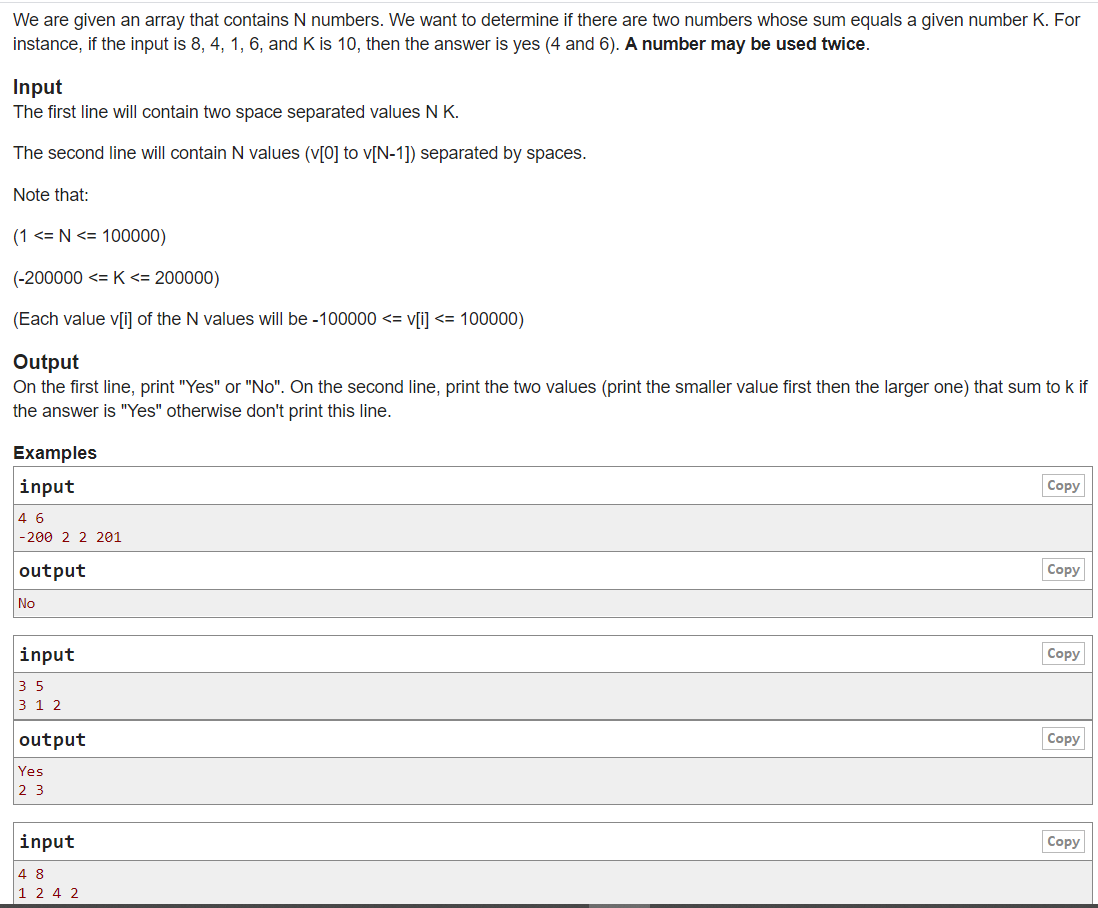 We are given an array that contains N numbers. We want to determine if there are two numbers whose sum equals a given number K. For
instance, if the input is 8, 4, 1, 6, and K is 10, then the answer is yes (4 and 6). A number may be used twice.
Input
The first line will contain two space separated values N K.
The second line will contain N values (v[0] to v[N-1]) separated by spaces.
Note that:
(1 <= N <= 100000)
(-200000 <= K <= 200000)
(Each value v[i] of the N values will be -100000 <= v[i] <= 100000)
Output
On the first line, print "Yes" or "No". On the second line, print the two values (print the smaller value first then the larger one) that sum to k if
the answer is "Yes" otherwise don't print this line.
Examples
input Copy
4 6
-200 2 2 201
output Copy
No
input Copy
3 5
3 1 2
output Copy
Yes
2 3
input Copy
4 8
1 2 4 2